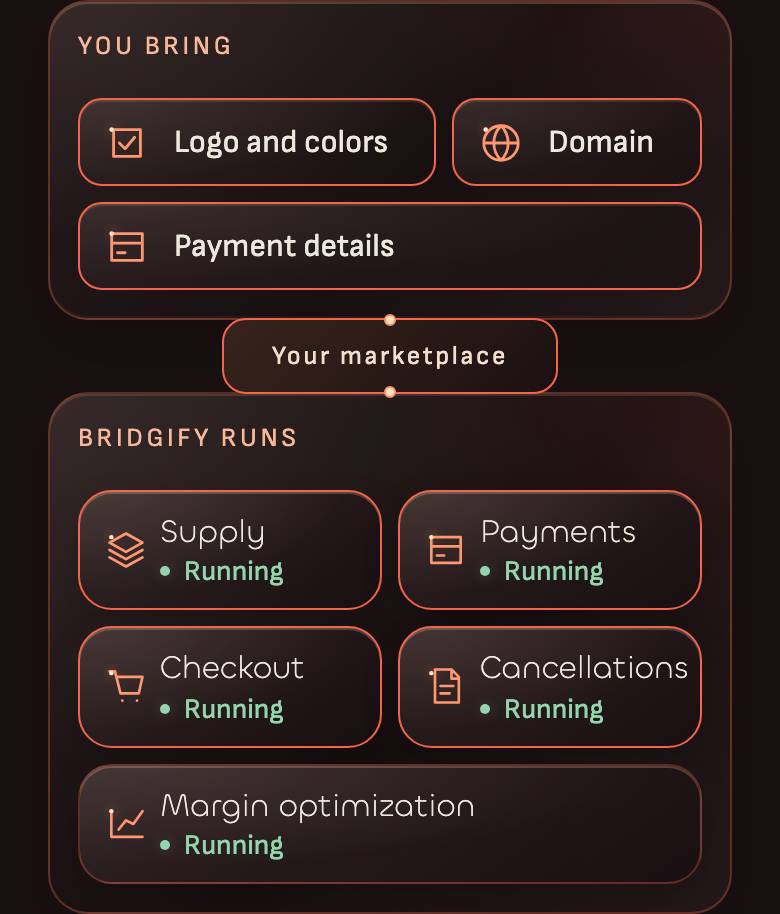 YOU BRING
Logo and colors
Domain
Payment details
Your marketplace
BRIDGIFY RUNS
Supply
Running
Payments
Running
Checkout
Running
Cancellations
Running
Margin optimization
Running